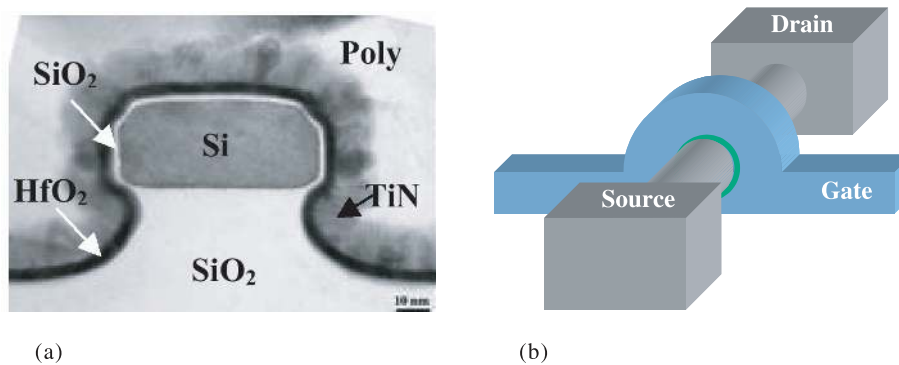 Poly
SiO₂
Si
HfO₂
TiN
SiO₂
10 nm
(a)
Drain
Source
Gate
(b)